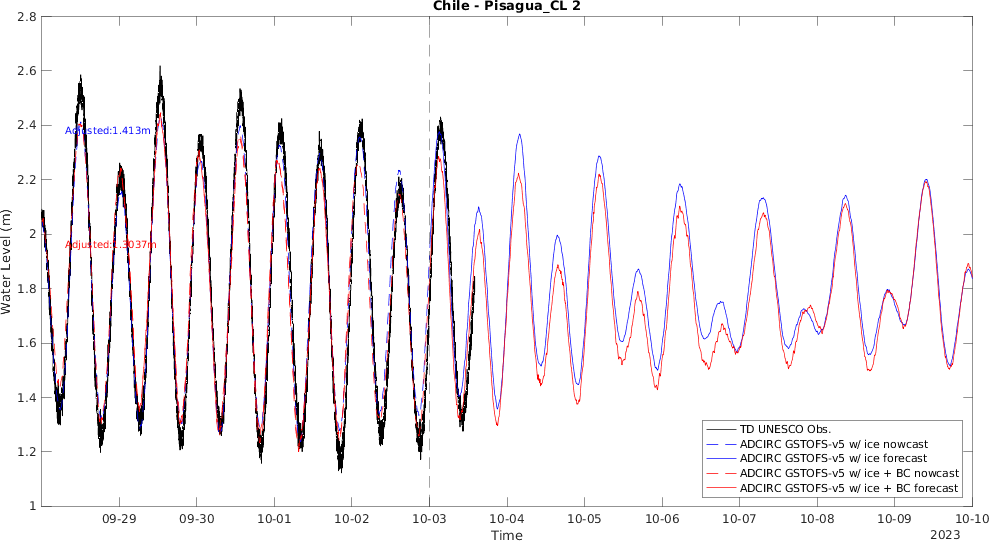 Chile - Pisagua_CL 2
Water Level (m)
2.8
2.6
2.4
2.2
2
1.8
1.6
1.4
1.2
1
Adjusted:1.413m
Adjusted:1.3037m
TD UNESCO Obs.
ADCIRC GSTOFS-v5 w/ ice nowcast
ADCIRC GSTOFS-v5 w/ ice forecast
ADCIRC GSTOFS-v5 w/ ice + BC nowcast
ADCIRC GSTOFS-v5 w/ ice + BC forecast
09-29 09-30 10-01 10-02 10-03 10-04 10-05 10-06 10-07 10-08 10-09 10-10
Time
2023